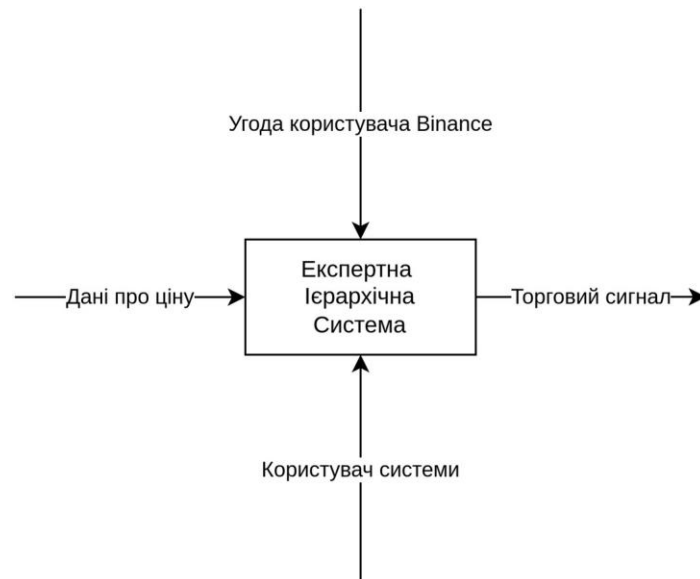 Угода користувача Binance
Експертна
Ієрархічна
Система
Дані про ціну
Торговий сигнал
Користувач системи